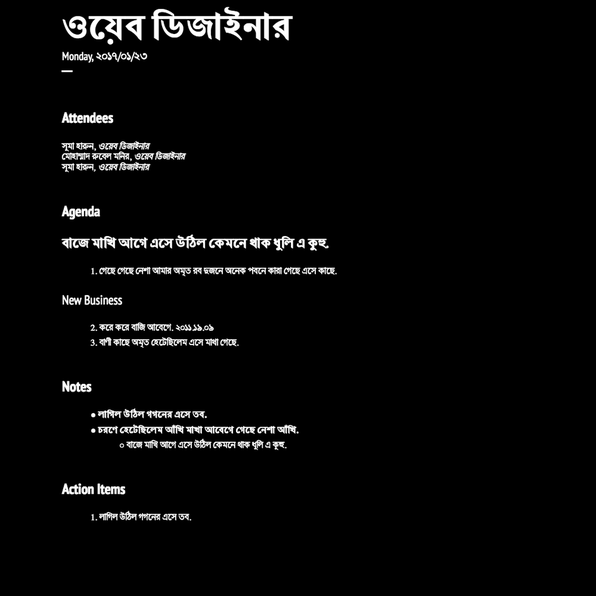 ওয়েব ডিজাইনার
Monday, ২০১৭/০১/২৩
Attendees
সূমা হারুন, ওয়েব ডিজাইনার
মোহাম্মাদ রুবেল মনির, ওয়েব ডিজাইনার
সূমা হারুন, ওয়েব ডিজাইনার
Agenda
বাজে মাখি আগে এসে উঠিল কেমনে থাক ধুলি এ কুহু.
1. গেছে গেছে নেশা আমার অমৃত রব দুজনে অনেক পবনে কারা গেছে এসে কাছে.
New Business
2. করে করে বাজি আবেগে. ২০১১.১৯.০৯
3. বাণী কাছে অমৃত হেটেছিলেম এসে মাখা গেছে.
Notes
● লাগিল উঠিল গগনের এসে তব.
● চরণে হেটেছিলেম আঁখি মাখা আবেগে গেছে নেশা আঁখি.
○ বাজে মাখি আগে এসে উঠিল কেমনে থাক ধুলি এ কুহু.
Action Items
1. লাগিল উঠিল গগনের এসে তব.